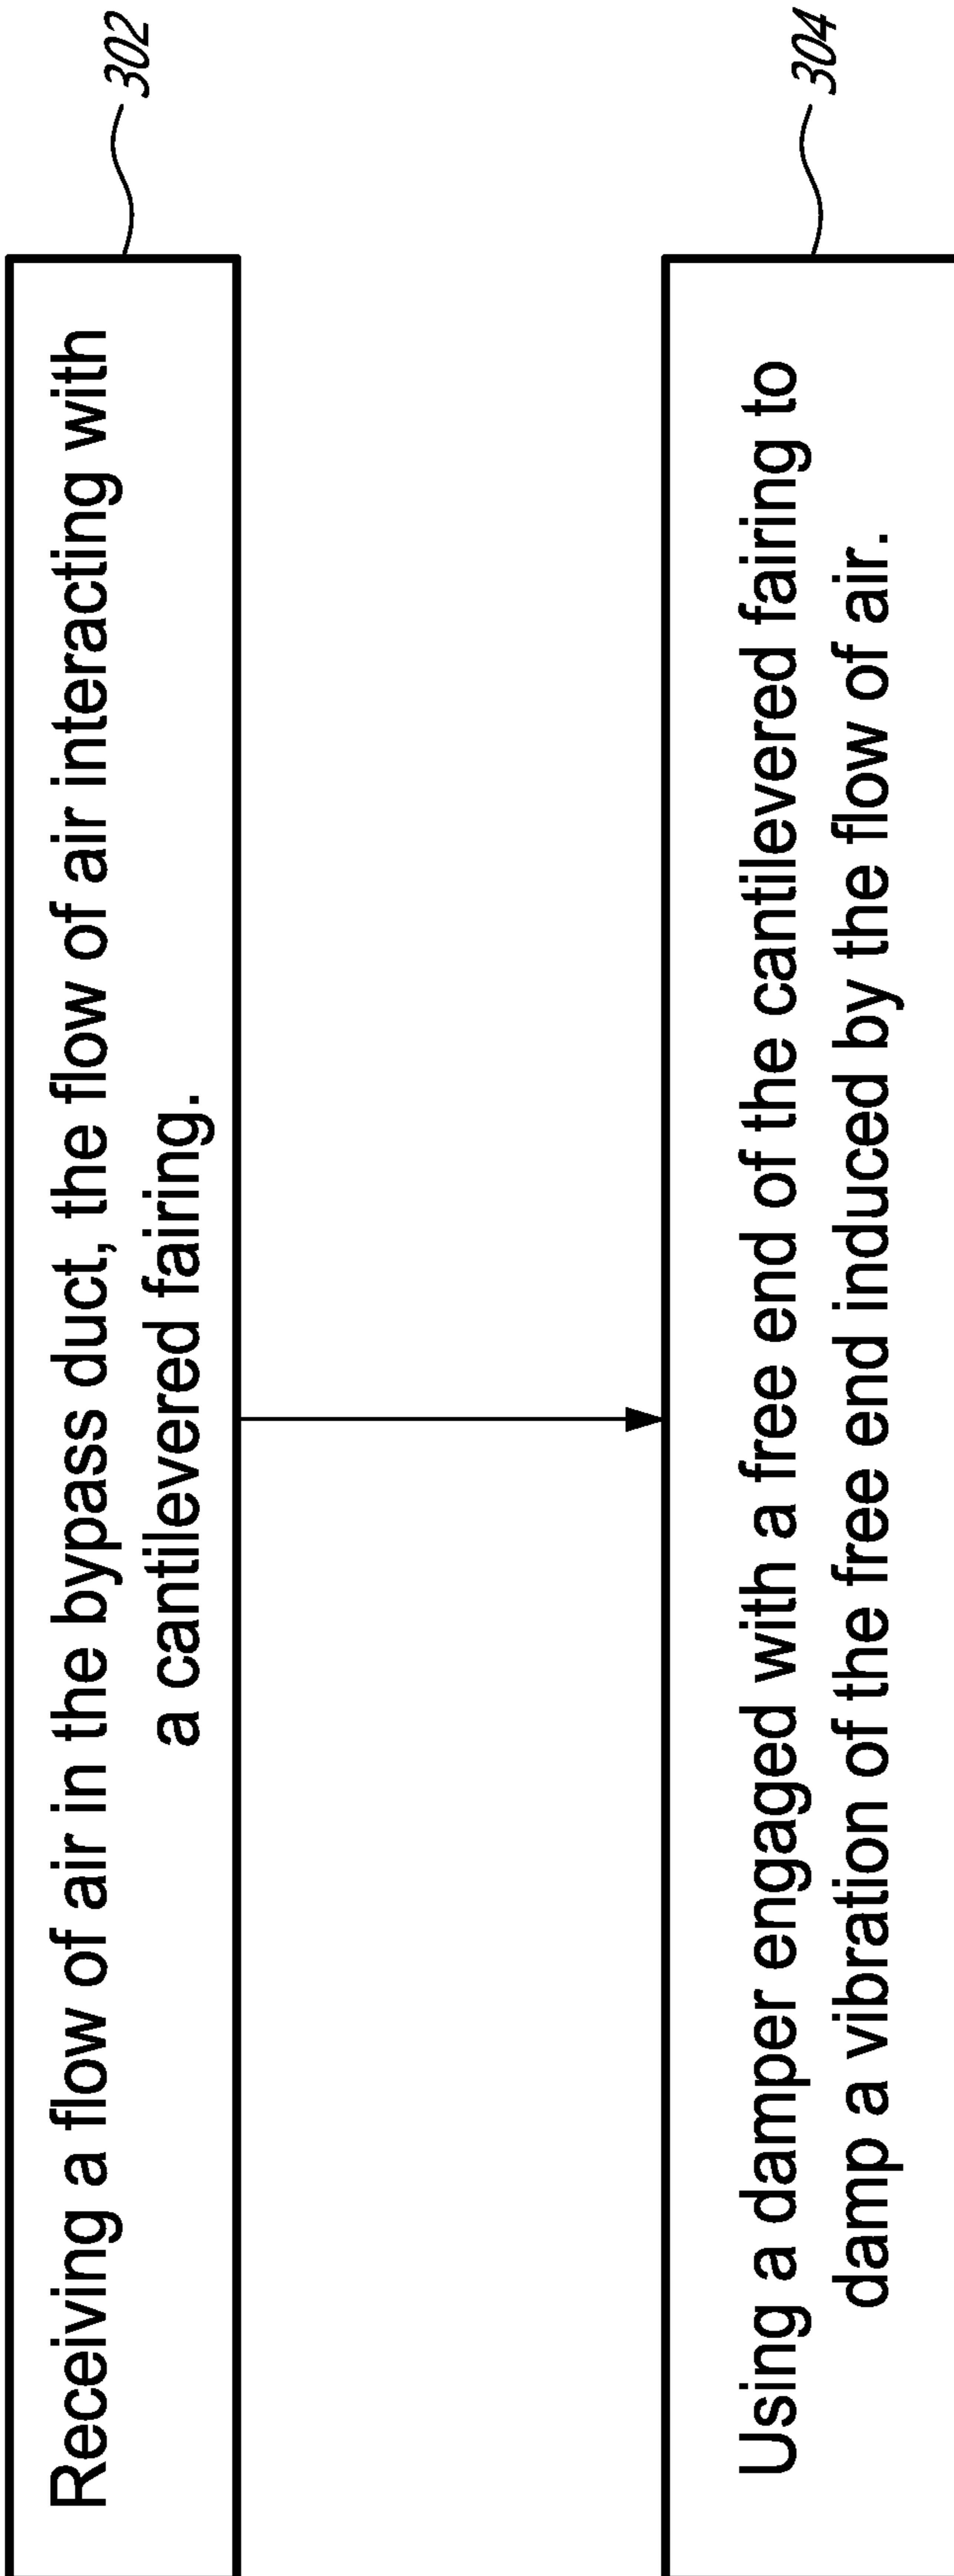 Receiving a flow of air in the bypass duct, the flow of air interacting with
a cantilevered fairing.
302
Using a damper engaged with a free end of the cantilevered fairing to
damp a vibration of the free end induced by the flow of air.
304